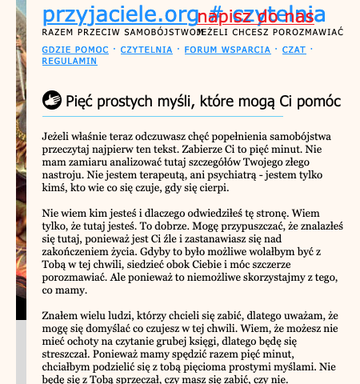 przyjaciele.org # czytelnia
napisz do nas
RAZEM PRZECIW SAMOBÓJSTWOM
JEŻELI CHCESZ POROZMAWIAĆ
GDZIE POMOC · CZYTELNIA · FORUM WSPARCIA · CZAT ·
REGULAMIN
Pięć prostych myśli, które mogą Ci pomóc
Jeżeli właśnie teraz odczuwasz chęć popełnienia samobójstwa
przeczytaj najpierw ten tekst. Zabierze Ci to pięć minut. Nie
mam zamiaru analizować tutaj szczegółów Twojego złego
nastroju. Nie jestem terapeutą, ani psychiatrą - jestem tylko
kimś, kto wie co się czuje, gdy się cierpi.
Nie wiem kim jesteś i dlaczego odwiedziłeś tę stronę. Wiem
tylko, że tutaj jesteś. To dobrze. Mogę przypuszczać, że znalazłeś
się tutaj, ponieważ jest Ci źle i zastanawiasz się nad
zakończeniem życia. Gdyby to było możliwe wolałbym być z
Tobą w tej chwili, siedzieć obok Ciebie i móc szczerze
porozmawiać. Ale ponieważ to niemożliwe skorzystajmy z tego,
co mamy.
Znałem wielu ludzi, którzy chcieli się zabić, dlatego uważam, że
mogę się domyślać co czujesz w tej chwili. Wiem, że możesz nie
mieć ochoty na czytanie grubej księgi, dlatego będę się
streszczał. Ponieważ mamy spędzić razem pięć minut,
chciałbym podzielić się z tobą pięcioma prostymi myślami. Nie
będę się z Tobą sprzeczał, czy masz się zabić, czy nie.